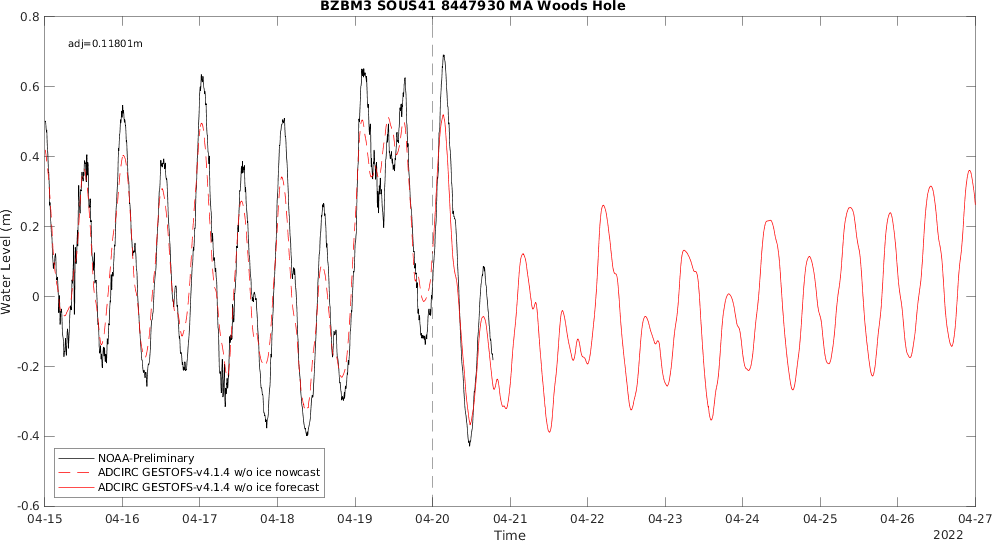 BZBM3 SOUS41 8447930 MA Woods Hole
0.8
adj=0.11801m
0.6
0.4
0.2
0
-0.2
-0.4
-0.6
Water Level (m)
NOAA-Preliminary
ADCIRC GESTOFS-v4.1.4 w/o ice nowcast
ADCIRC GESTOFS-v4.1.4 w/o ice forecast
04-15 04-16 04-17 04-18 04-19 04-20 04-21 04-22 04-23 04-24 04-25 04-26 04-27
Time
2022